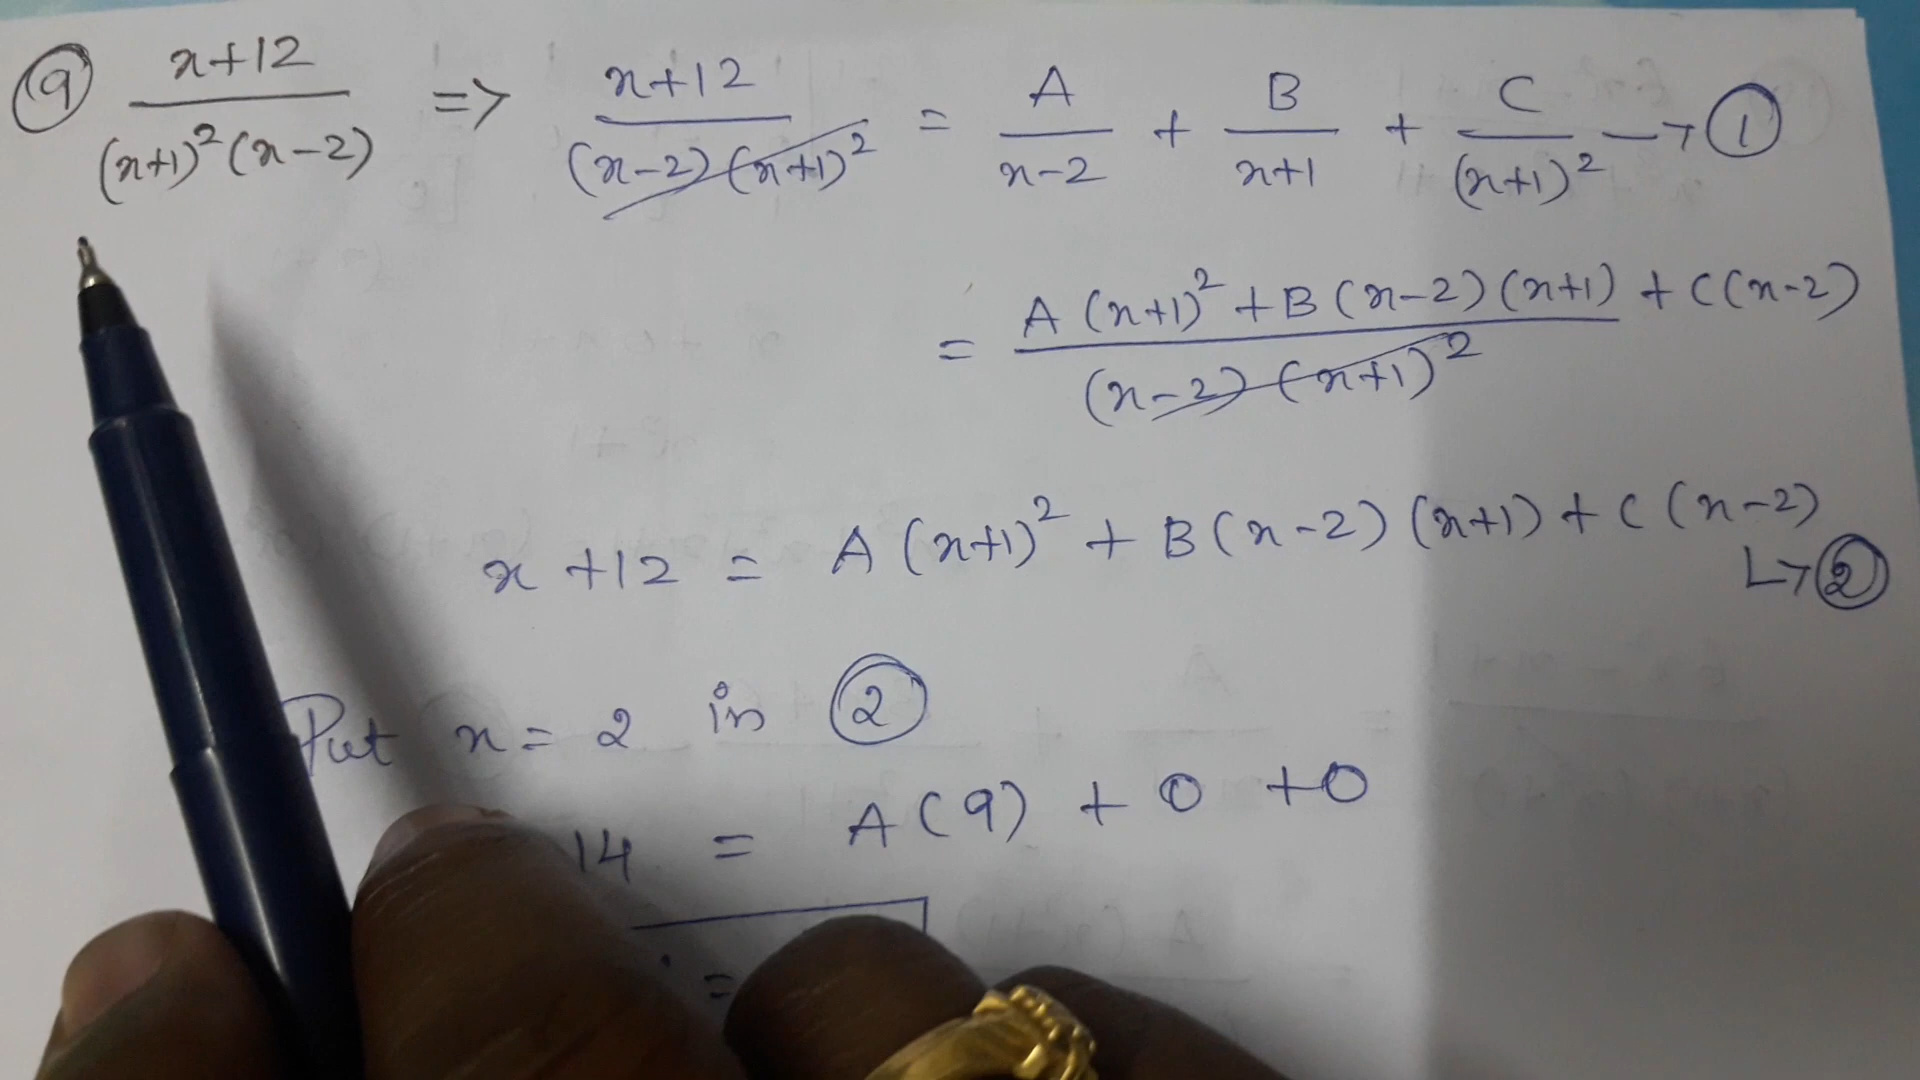 (9) x+12 / (x+1)²(x-2) => x+12 / (x-2)(x+1)² = A / x-2 + B / x+1 + C / (x+1)² → (1)
= A(x+1)² + B(x-2)(x+1) + C(x-2) / (x-2)(x+1)²
x+12 = A(x+1)² + B(x-2)(x+1) + C(x-2)
↳ (2)
Put x = 2 in (2)
14 = A(9) + 0 + 0
=